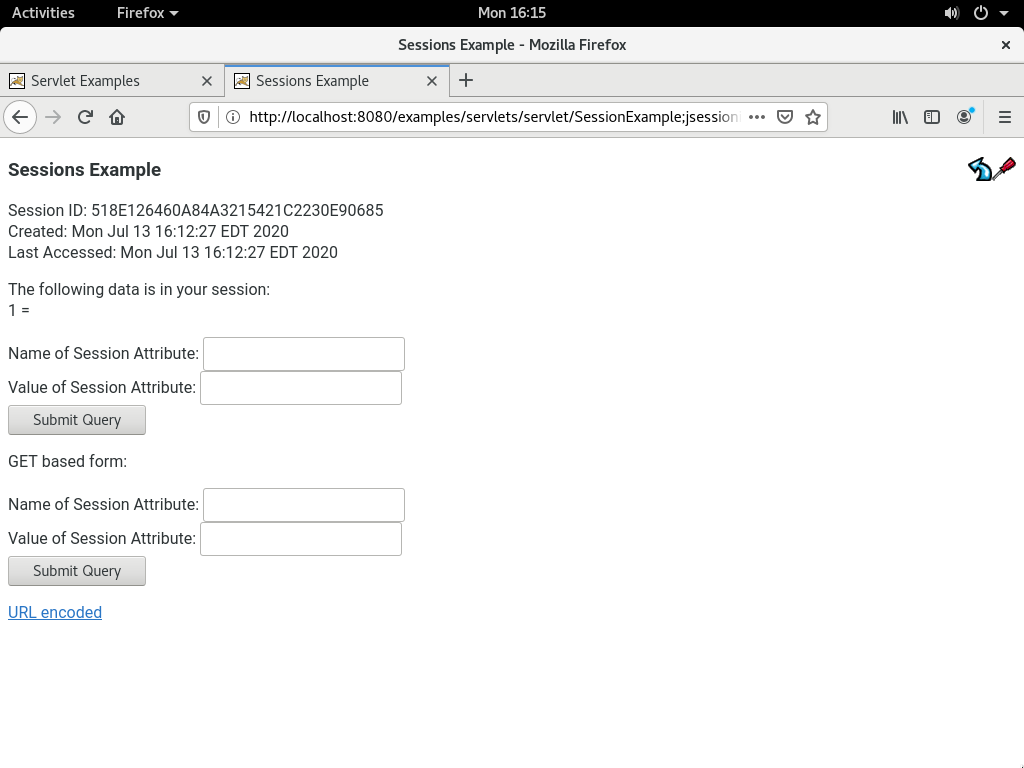 Activities Firefox Mon 16:15
Sessions Example - Mozilla Firefox
Servlet Examples Sessions Example
http://localhost:8080/examples/servlets/servlet/SessionExample;jsession
Sessions Example
Session ID: 518E126460A84A3215421C2230E90685
Created: Mon Jul 13 16:12:27 EDT 2020
Last Accessed: Mon Jul 13 16:12:27 EDT 2020
The following data is in your session:
1 =
Name of Session Attribute:
Value of Session Attribute:
Submit Query
GET based form:
Name of Session Attribute:
Value of Session Attribute:
Submit Query
URL encoded